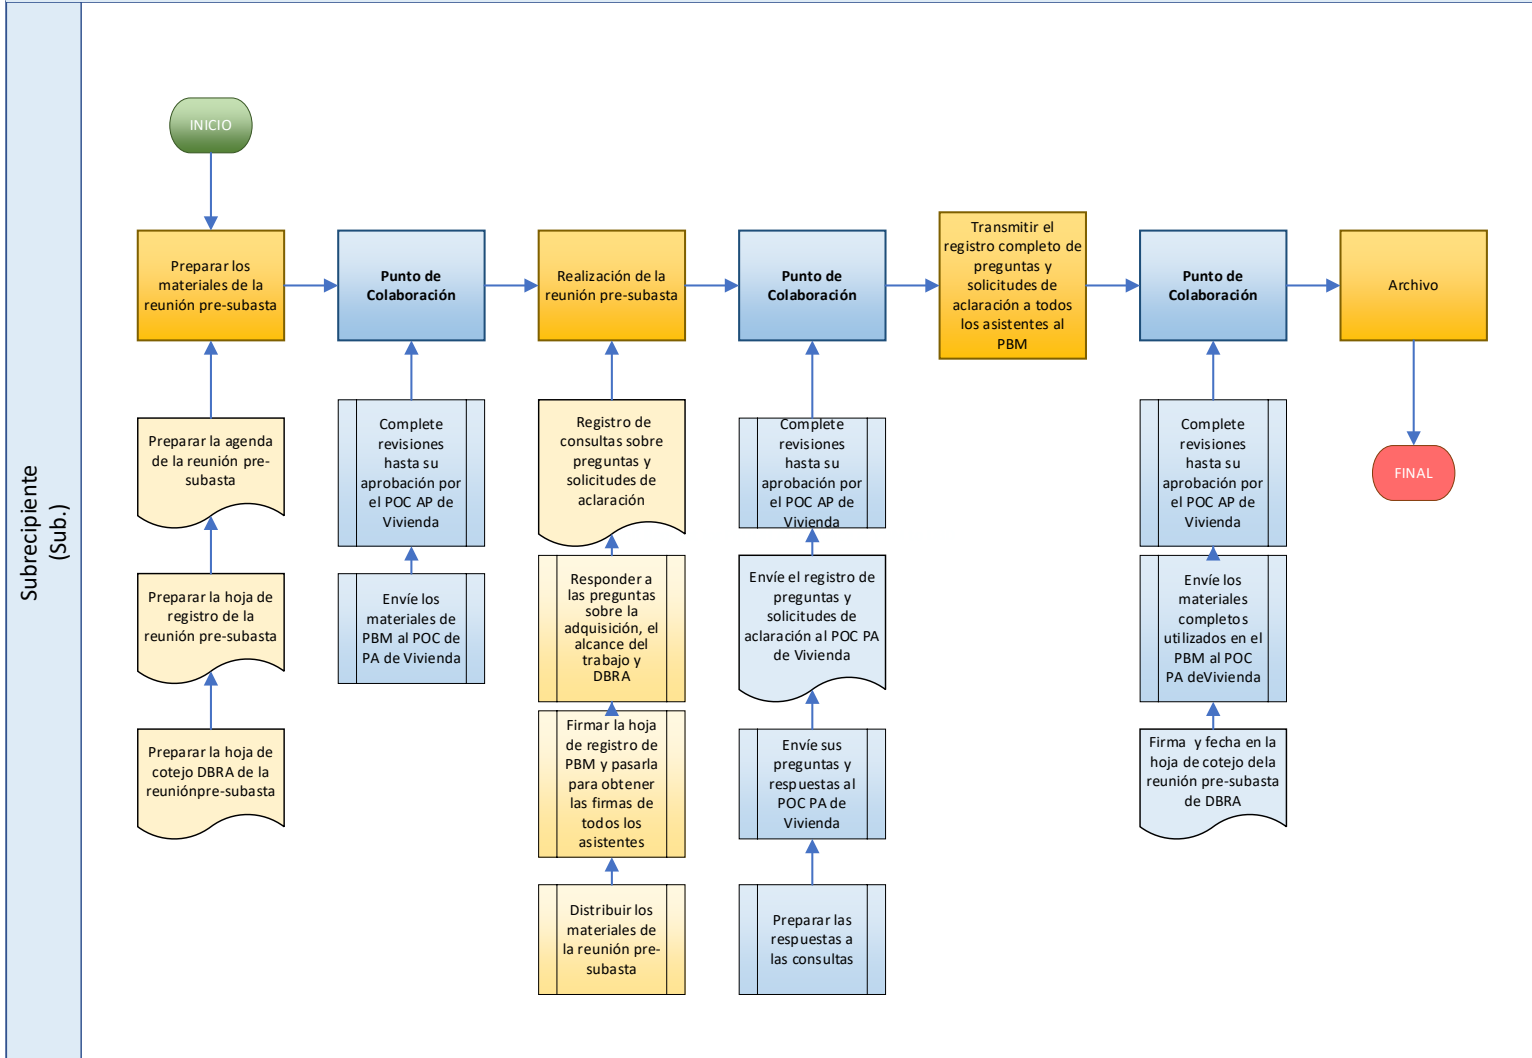 Subrecipiente
(Sub.)
INICIO
Preparar los
materiales de la
reunión pre-subasta
Preparar la agenda
de la reunión pre-
subasta
Preparar la hoja de
registro de la
reunión pre-subasta
Preparar la hoja de
cotejo DBRA de la
reuniónpre-subasta
Punto de
Colaboración
Complete
revisiones
hasta su
aprobación por
el POC AP de
Vivienda
Envíe los
materiales de
PBM al POC de
PA de Vivienda
Realización de la
reunión pre-subasta
Registro de
consultas sobre
preguntas y
solicitudes de
aclaración
Responder a
las preguntas
sobre la
adquisición, el
alcance del
trabajo y
DBRA
Firmar la hoja
de registro de
PBM y pasarla
para obtener
las firmas de
todos los
asistentes
Distribuir los
materiales de
la reunión pre-
subasta
Punto de
Colaboración
Complete
revisiones
hasta su
aprobación por
el POC AP de
Vivienda
Envíe el registro de
preguntas y
solicitudes de
aclaración al POC PA
de Vivienda
Envíe sus
preguntas y
respuestas al
POC PA de
Vivienda
Preparar las
respuestas a
las consultas
Transmitir el
registro completo de
preguntas y
solicitudes de
aclaración a todos
los asistentes al
PBM
Punto de
Colaboración
Complete
revisiones
hasta su
aprobación por
el POC AP de
Vivienda
Envíe los
materiales
completos
utilizados en el
PBM al POC
PA deVivienda
Firma  y fecha en la
hoja de cotejo dela
reunión pre-subasta
de DBRA
Archivo
FINAL